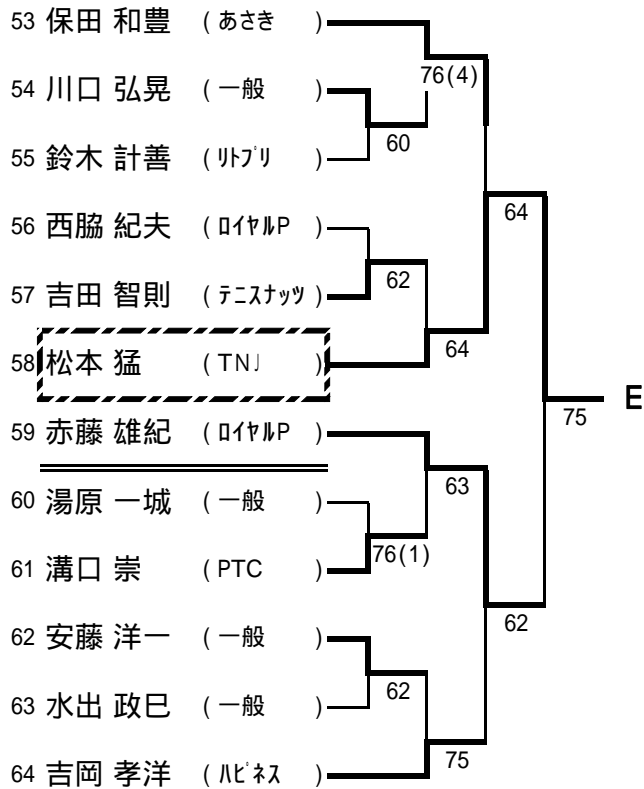 53 保田 和豊 (あさき)
76(4)
54 川口 弘晃 (一般)
60
55 鈴木 計善 (ﾘﾄﾌﾟﾘ)
64
56 西脇 紀夫 (ﾛｲﾔﾙP)
62
57 吉田 智則 (ﾃﾆｽﾅｯﾂ)
64
58 松本 猛 (TNJ)
75 E
59 赤藤 雄紀 (ﾛｲﾔﾙP)
63
60 湯原 一城 (一般)
76(1)
61 溝口 崇 (PTC)
62
62 安藤 洋一 (一般)
62
63 水出 政巳 (一般)
75
64 吉岡 孝洋 (ﾊﾋﾟﾈｽ)